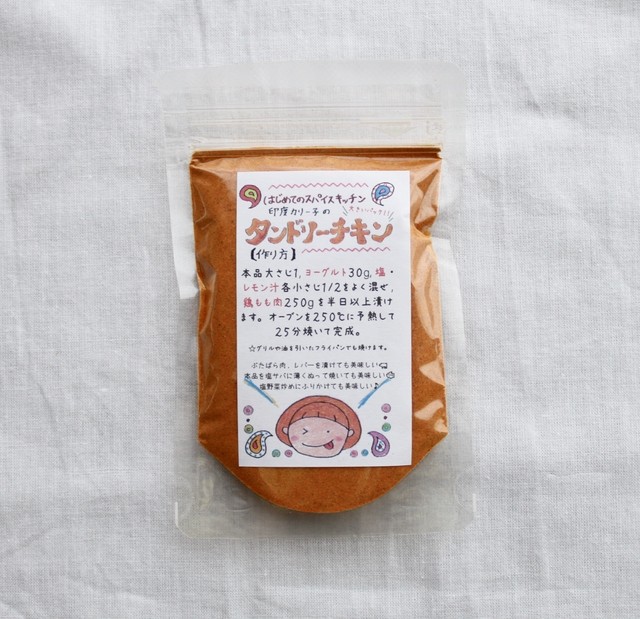 はじめてのスパイスキッチン
印度カリー子の
大きいパック!!
タンドリーチキン
【作り方】
本品大さじ1,ヨーグルト30g,塩・
レモン汁各小さじ1/2をよく混ぜ,
鶏もも肉250gを半日以上漬け
ます。オーブンを250℃に予熱して
25分焼いて完成。
☆グリルや油を引いたフライパンでも焼けます。
ぶたばら肉、レバーを漬けても美味しい
本品を塩サバに薄くぬって焼いても美味しい
塩野菜炒めにふりかけても美味しい♪